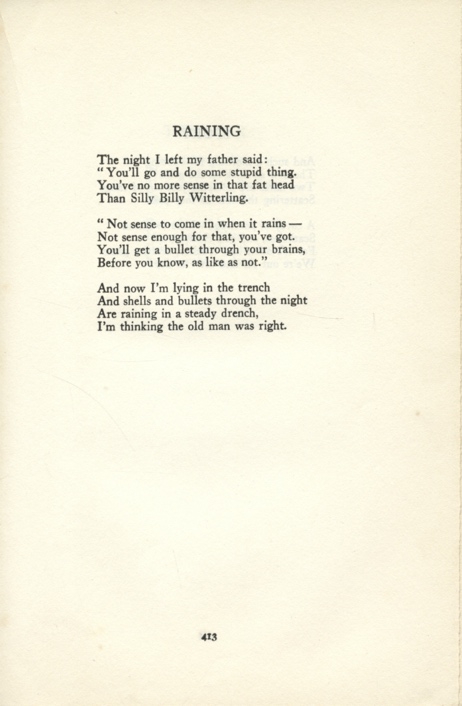 RAINING
The night I left my father said:
"You'll go and do some stupid thing.
You've no more sense in that fat head
Than Silly Billy Witterling.
"Not sense to come in when it rains —
Not sense enough for that, you've got.
You'll get a bullet through your brains,
Before you know, as like as not."
And now I'm lying in the trench
And shells and bullets through the night
Are raining in a steady drench,
I'm thinking the old man was right.
413